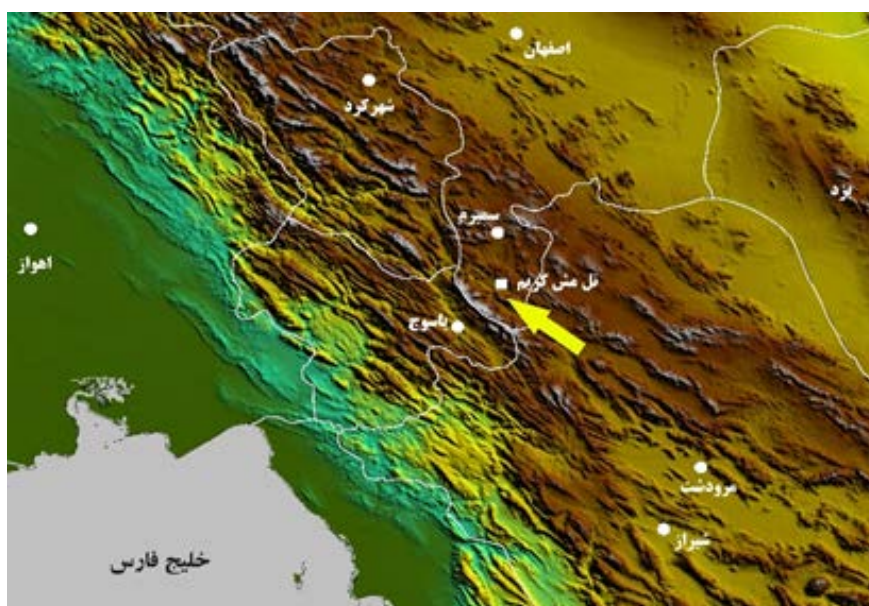 اصفهان
شهرکرد
یزد
سمیرم
اهواز
تل مش کریم
یاسوج
مرودشت
شیراز
خلیج فارس